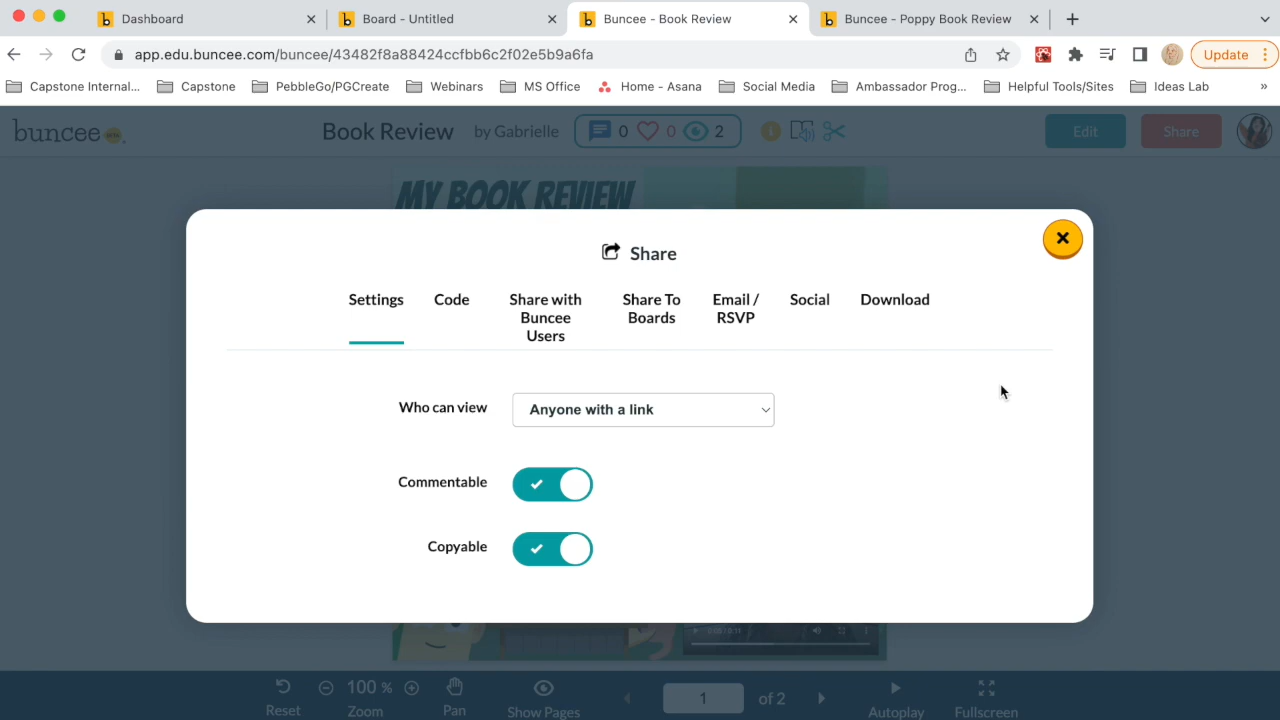 Dashboard
Board - Untitled
Buncee - Book Review
Buncee - Poppy Book Review
app.edu.buncee.com/buncee/43482f8a88424ccfbb6c2f02e5b9a6fa
Update
Capstone Internal...
Capstone
PebbleGo/PGCreate
Webinars
MS Office
Home - Asana
Social Media
Ambassador Prog...
Helpful Tools/Sites
Ideas Lab
»
buncee
Book Review
by Gabrielle
0
0
2
Edit
Share
MY BOOK REVIEW
Share
Settings
Code
Share with
Buncee
Users
Share To
Boards
Email /
RSVP
Social
Download
Who can view
Anyone with a link
Commentable
Copyable
Reset
100 %
Zoom
Pan
Show Pages
1
of 2
Autoplay
Fullscreen